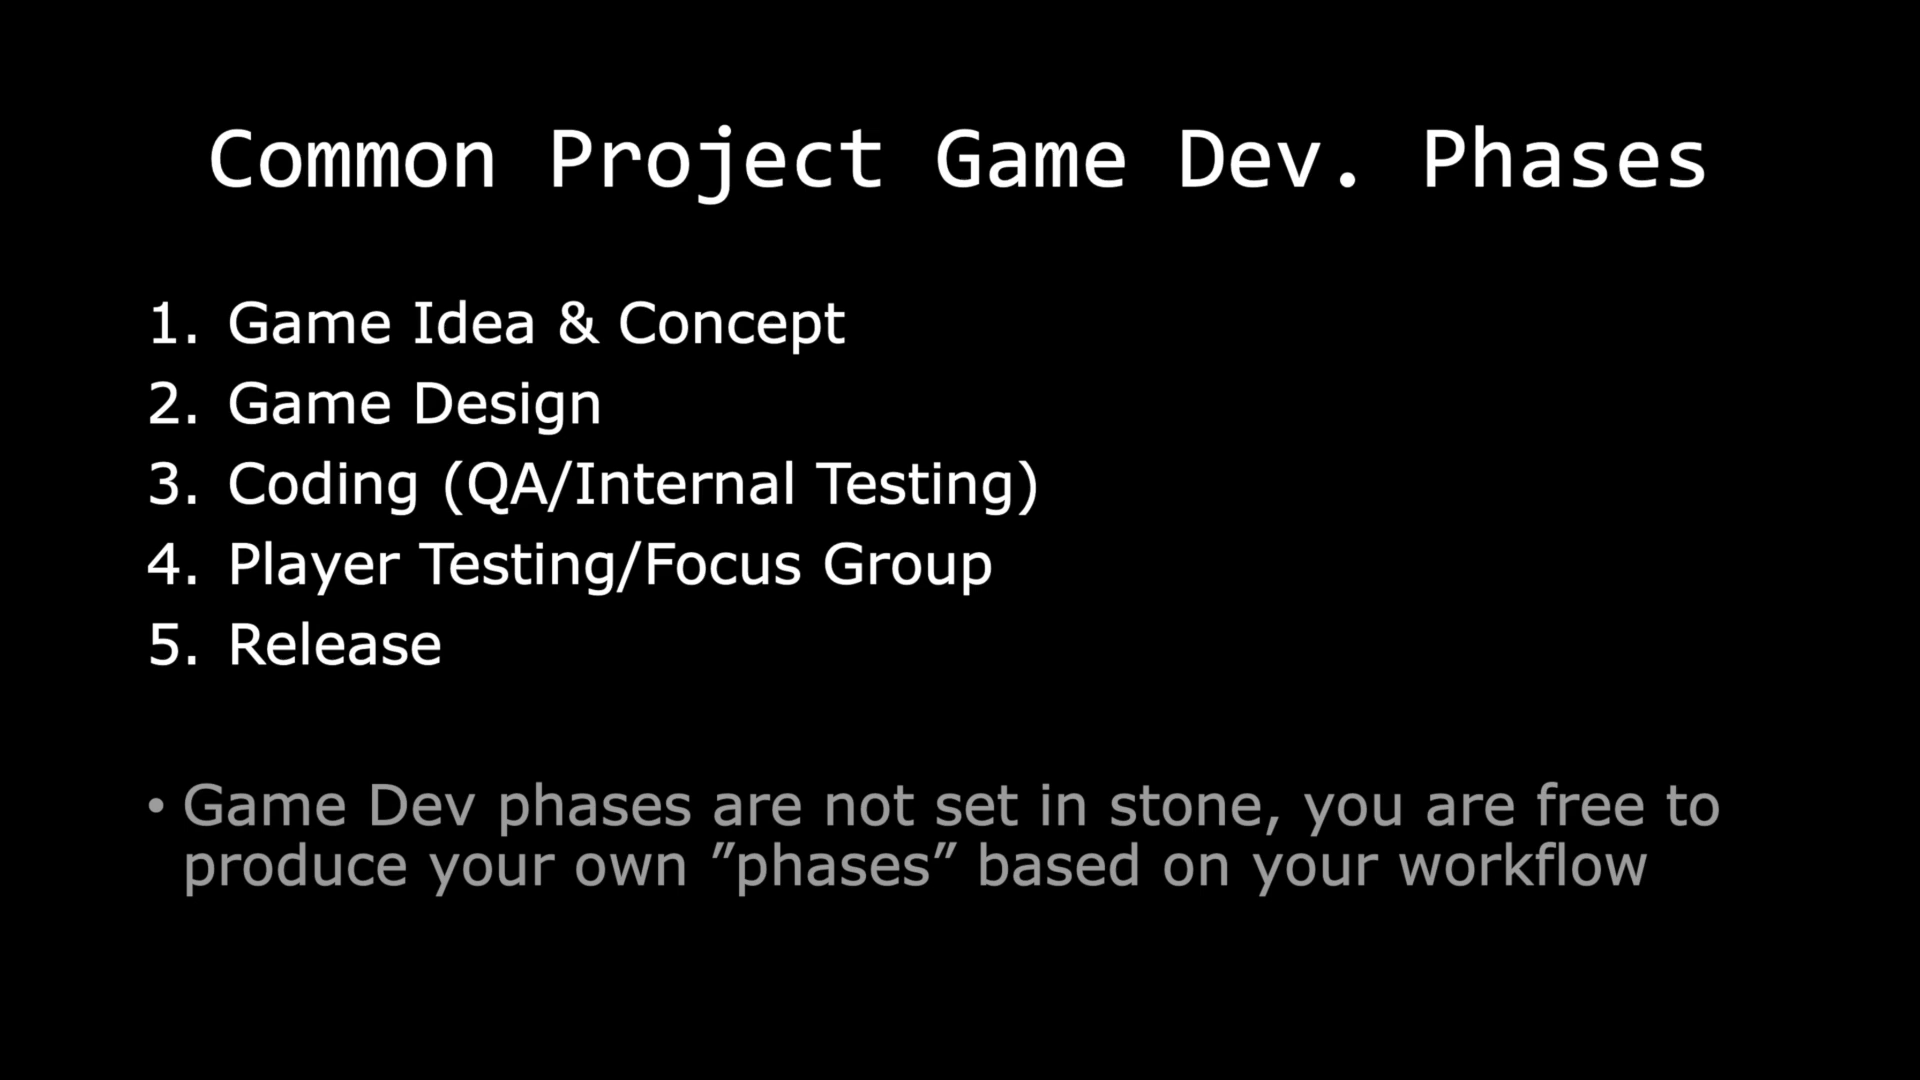 Common Project Game Dev. Phases
1. Game Idea & Concept
2. Game Design
3. Coding (QA/Internal Testing)
4. Player Testing/Focus Group
5. Release
• Game Dev phases are not set in stone, you are free to
produce your own ”phases” based on your workflow